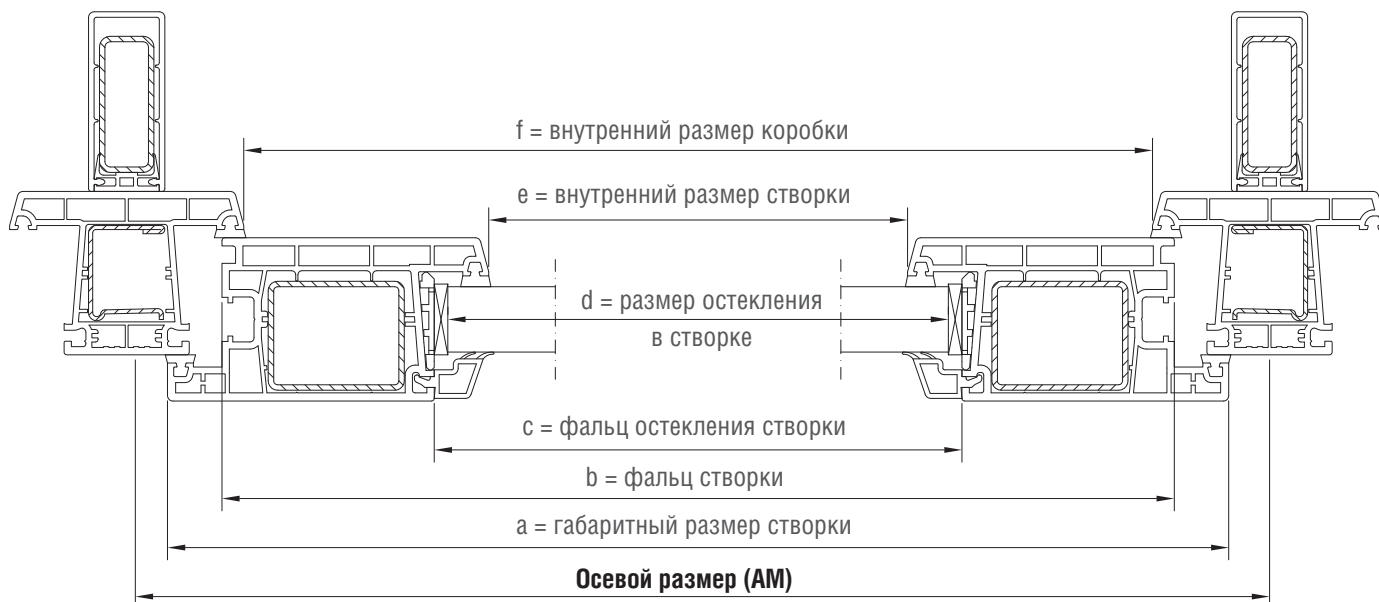 f = внутренний размер коробки
e = внутренний размер створки
d = размер остекления
в створке
c = фальц остекления створки
b = фальц створки
a = габаритный размер створки
Осевой размер (AM)